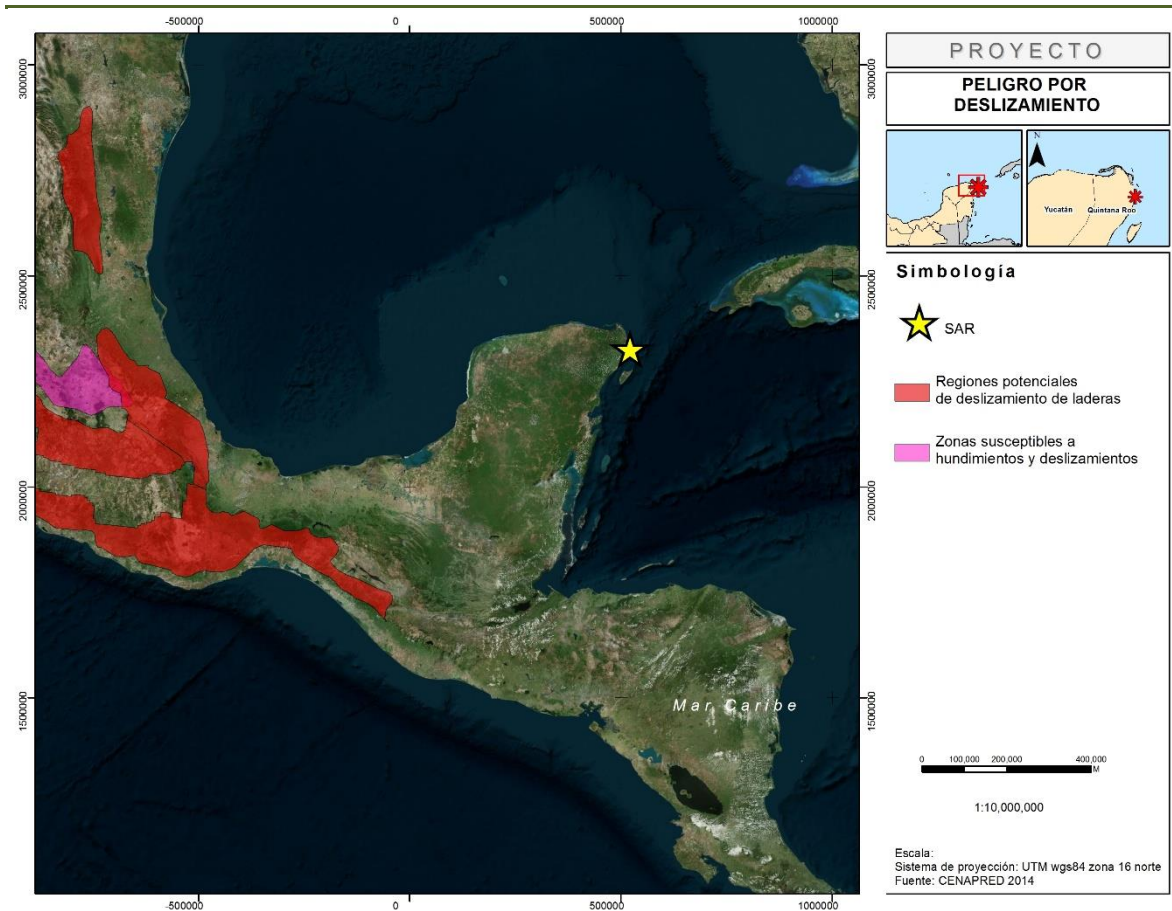 -500000
0
500000
1000000
3000000
3000000
2500000
2500000
2000000
2000000
1500000
1500000
Mar Caribe
-500000
0
500000
1000000
PROYECTO
PELIGRO POR
DESLIZAMIENTO
N
Yucatán
Quintana Roo
Simbología
SAR
Regiones potenciales
de deslizamiento de laderas
Zonas susceptibles a
hundimientos y deslizamientos
0 100,000 200,000 400,000
M
1:10,000,000
Escala:
Sistema de proyección: UTM wgs84 zona 16 norte
Fuente: CENAPRED 2014